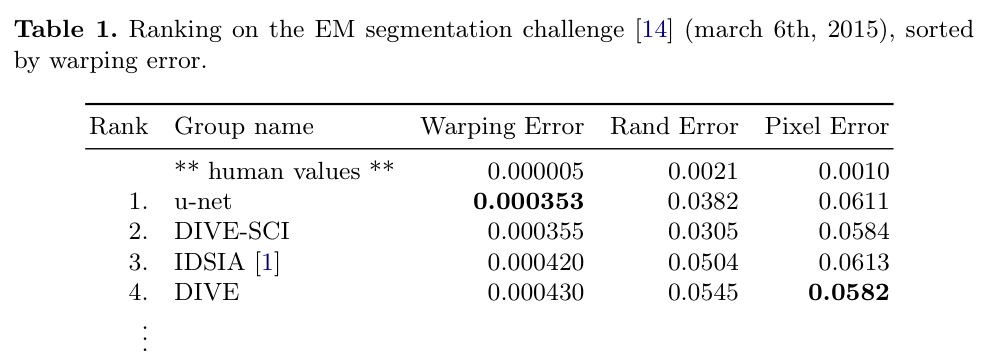 Table 1. Ranking on the EM segmentation challenge [14] (march 6th, 2015), sorted
by warping error.
Rank Group name Warping Error Rand Error Pixel Error
** human values ** 0.000005 0.0021 0.0010
1. u-net 0.000353 0.0382 0.0611
2. DIVE-SCI 0.000355 0.0305 0.0584
3. IDSIA [1] 0.000420 0.0504 0.0613
4. DIVE 0.000430 0.0545 0.0582
⋮